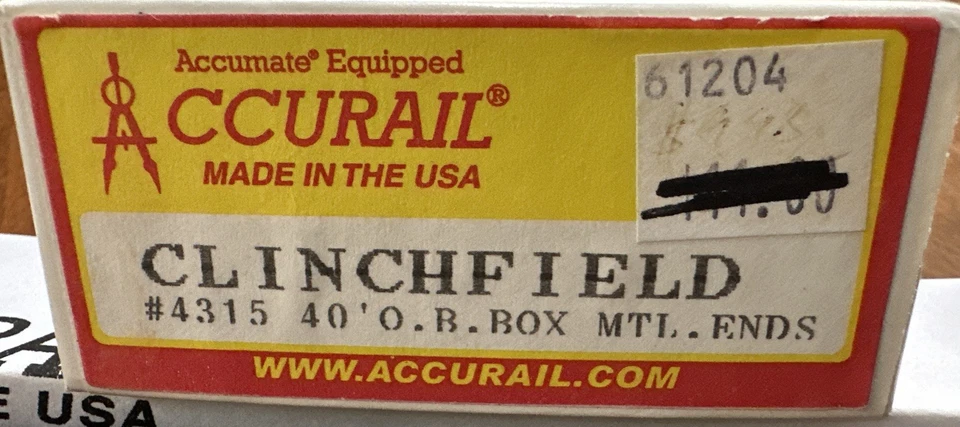 Accumate® Equipped
ACCURAIL®
MADE IN THE USA
61204
CLINCHFIELD
#4315 40'O.B.BOX MTL.ENDS
WWW.ACCURAIL.COM
USA